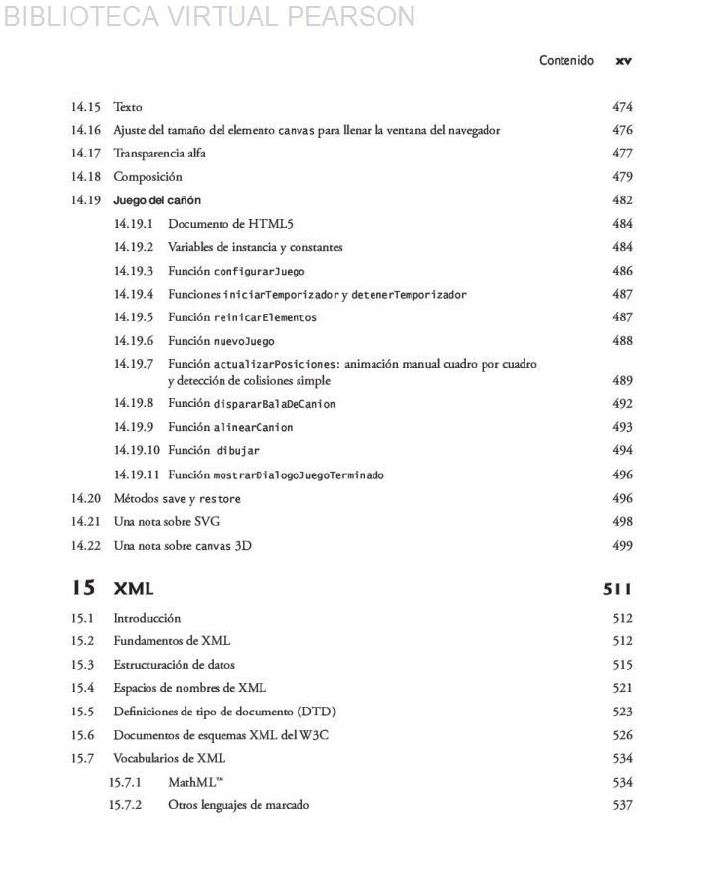 BIBLIOTECA VIRTUAL PEARSON
Contenido xv
14.15 Texto 474
14.16 Ajuste del tamaño del elemento canvas para llenar la ventana del navegador 476
14.17 Transparencia alfa 477
14.18 Composición 479
14.19 Juego del cañón 482
14.19.1 Documento de HTML5 484
14.19.2 Variables de instancia y constantes 484
14.19.3 Función configurarJuego 486
14.19.4 Funciones iniciarTemporizador y detenerTemporizador 487
14.19.5 Función reinicarElementos 487
14.19.6 Función nuevoJuego 488
14.19.7 Función actualizarPosiciones: animación manual cuadro por cuadro
y detección de colisiones simple 489
14.19.8 Función dispararBalaDeCanion 492
14.19.9 Función alinearCanion 493
14.19.10 Función dibujar 494
14.19.11 Función mostrarDialogoJuegoTerminado 496
14.20 Métodos save y restore 496
14.21 Una nota sobre SVG 498
14.22 Una nota sobre canvas 3D 499
15 XML 511
15.1 Introducción 512
15.2 Fundamentos de XML 512
15.3 Estructuración de datos 515
15.4 Espacios de nombres de XML 521
15.5 Definiciones de tipo de documento (DTD) 523
15.6 Documentos de esquemas XML del W3C 526
15.7 Vocabularios de XML 534
15.7.1 MathML™ 534
15.7.2 Otros lenguajes de marcado 537